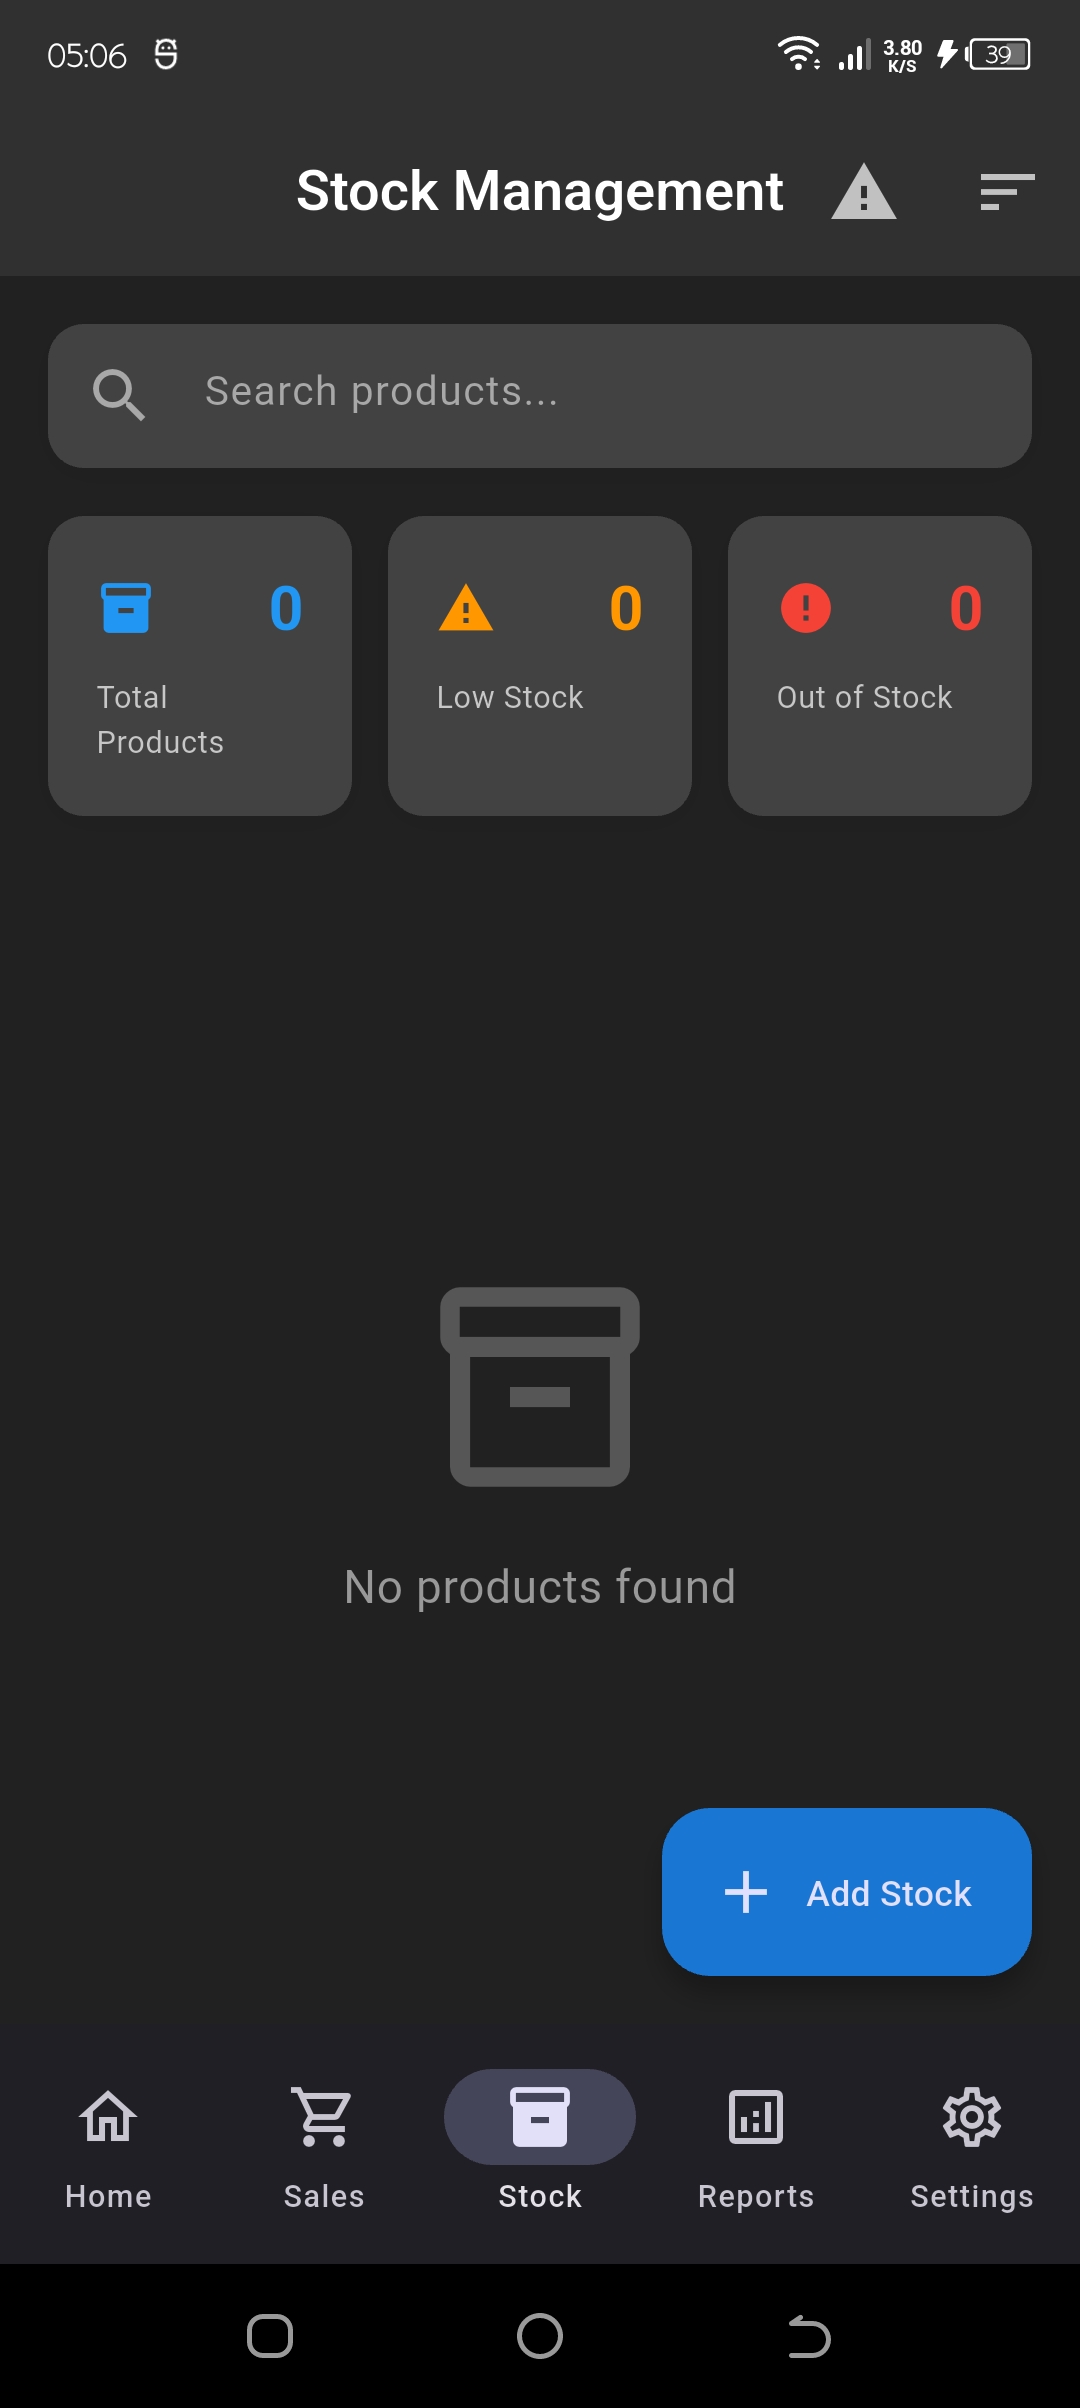 05:06
3.80
K/S
39
Stock Management
Search products...
0
0
0
Total
Products
Low Stock
Out of Stock
No products found
Add Stock
Home
Sales
Stock
Reports
Settings